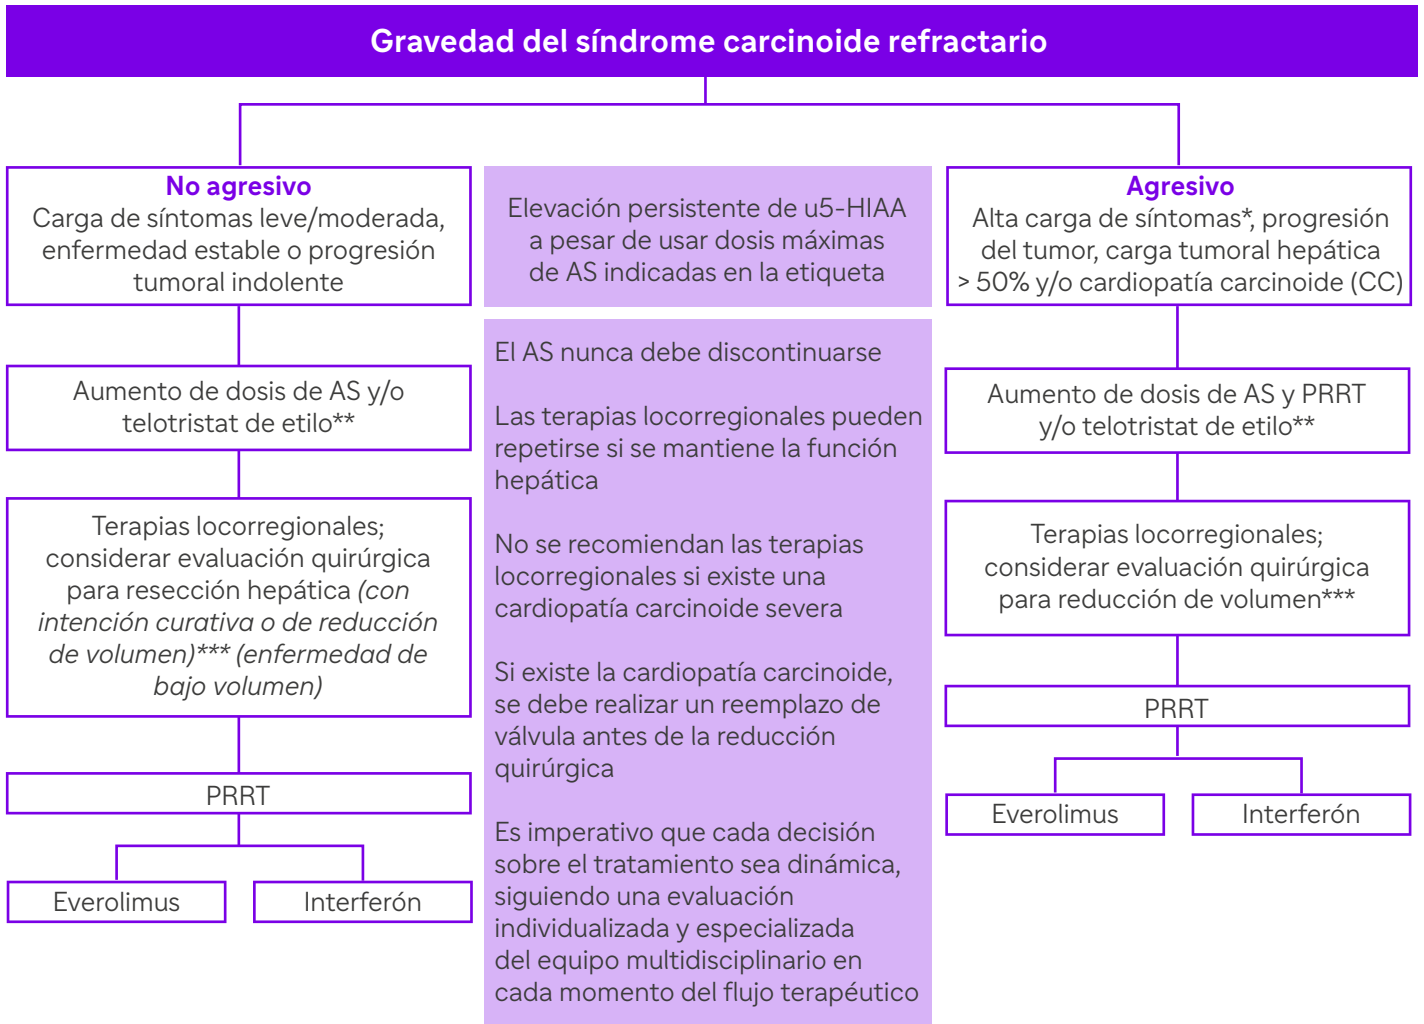 Gravedad del síndrome carcinoide refractario
No agresivo
Carga de síntomas leve/moderada,
enfermedad estable o progresión
tumoral indolente
Aumento de dosis de AS y/o
telotristat de etilo**
Terapias locorregionales;
considerar evaluación quirúrgica
para resección hepática (con
intención curativa o de reducción
de volumen)*** (enfermedad de
bajo volumen)
PRRT
Everolimus
Interferón
Elevación persistente de u5-HIAA
a pesar de usar dosis máximas
de AS indicadas en la etiqueta
El AS nunca debe discontinuarse
Las terapias locorregionales pueden
repetirse si se mantiene la función
hepática
No se recomiendan las terapias
locorregionales si existe una
cardiopatía carcinoide severa
Si existe la cardiopatía carcinoide,
se debe realizar un reemplazo de
válvula antes de la reducción
quirúrgica
Es imperativo que cada decisión
sobre el tratamiento sea dinámica,
siguiendo una evaluación
individualizada y especializada
del equipo multidisciplinario en
cada momento del flujo terapéutico
Agresivo
Alta carga de síntomas*, progresión
del tumor, carga tumoral hepática
> 50% y/o cardiopatía carcinoide (CC)
Aumento de dosis de AS y PRRT
y/o telotristat de etilo**
Terapias locorregionales;
considerar evaluación quirúrgica
para reducción de volumen***
PRRT
Everolimus
Interferón